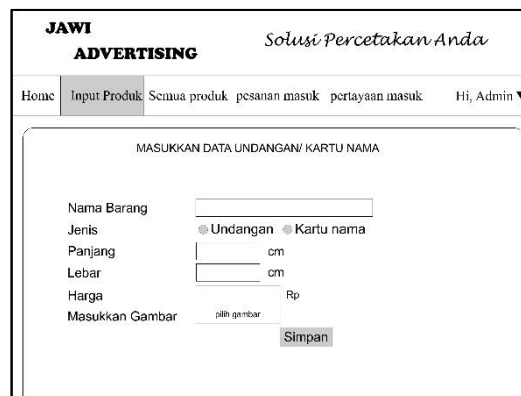 JAWI
ADVERTISING
Solusi Percetakan Anda
Home Input Produk Semua produk pesanan masuk pertayaan masuk Hi, Admin
MASUKKAN DATA UNDANGAN/ KARTU NAMA
Nama Barang
Jenis Undangan Kartu nama
Panjang cm
Lebar cm
Harga Rp
Masukkan Gambar pilih gambar
Simpan